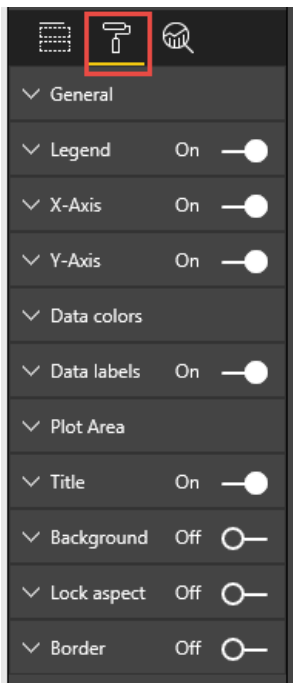 General
Legend On
X-Axis On
Y-Axis On
Data colors
Data labels On
Plot Area
Title On
Background Off
Lock aspect Off
Border Off